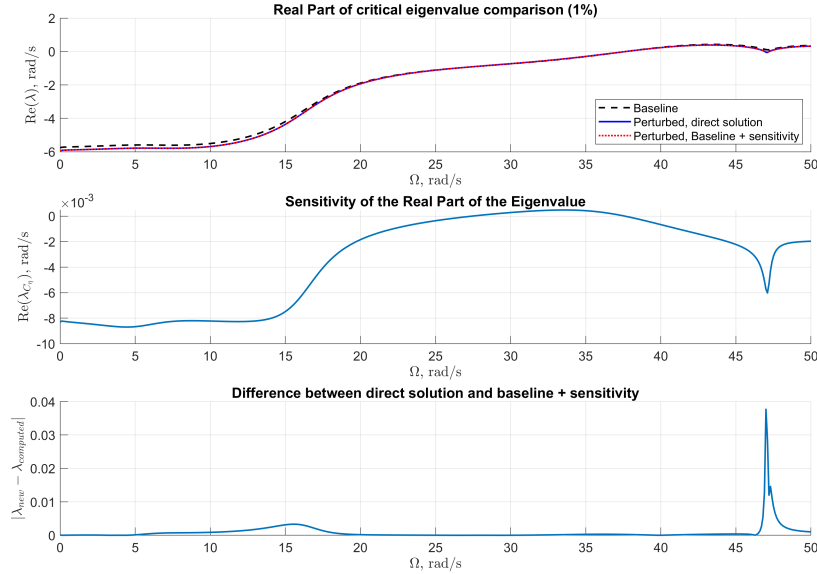 Real Part of critical eigenvalue comparison (1%)
2
0
-2
-4
-6
Re(λ), rad/s
Baseline
Perturbed, direct solution
Perturbed, Baseline + sensitivity
0 5 10 15 20 25 30 35 40 45 50
Ω, rad/s
Sensitivity of the Real Part of the Eigenvalue
×10⁻³
0
-2
-4
-6
-8
-10
Re(λ_{C_η}), rad/s
0 5 10 15 20 25 30 35 40 45 50
Ω, rad/s
Difference between direct solution and baseline + sensitivity
0.04
0.03
0.02
0.01
0
|λ_{new} − λ_{computed}|
0 5 10 15 20 25 30 35 40 45 50
Ω, rad/s